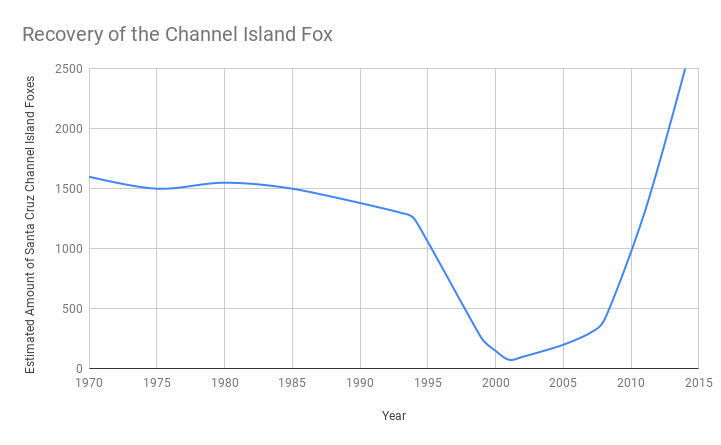 Recovery of the Channel Island Fox
Estimated Amount of Santa Cruz Channel Island Foxes
2500
2000
1500
1000
500
0
1970 1975 1980 1985 1990 1995 2000 2005 2010 2015
Year